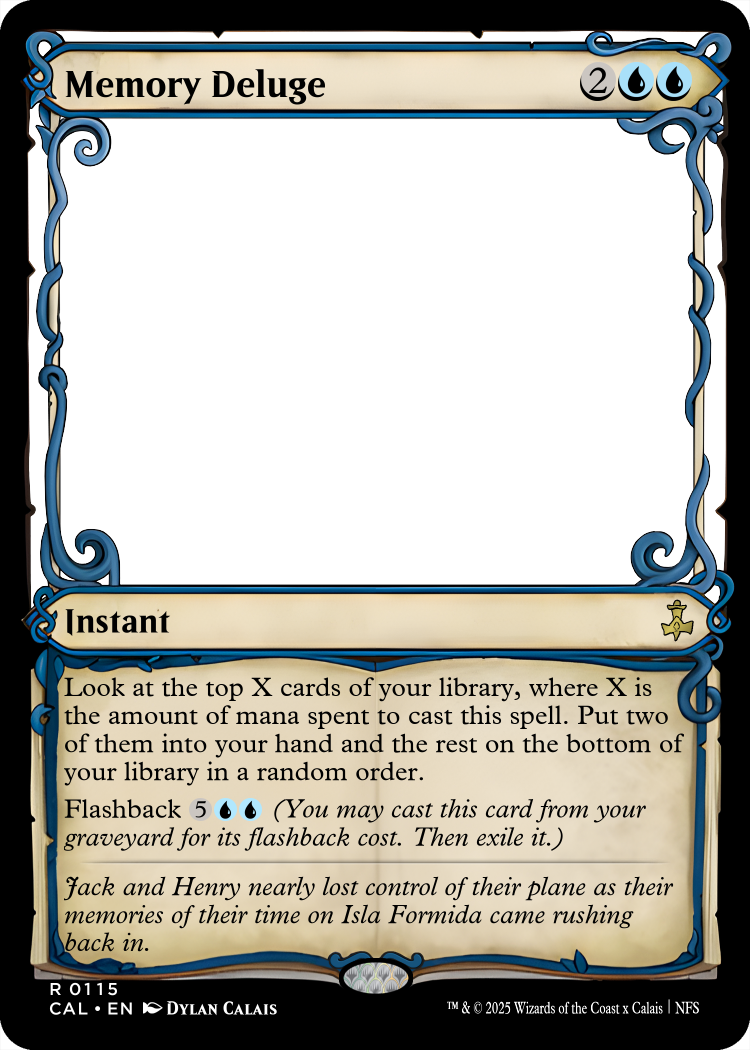 Memory Deluge 2
Instant
Look at the top X cards of your library, where X is
the amount of mana spent to cast this spell. Put two
of them into your hand and the rest on the bottom of
your library in a random order.
Flashback 5 (You may cast this card from your
graveyard for its flashback cost. Then exile it.)
Jack and Henry nearly lost control of their plane as their
memories of their time on Isla Formida came rushing
back in.
R 0115
CAL • EN DYLAN CALAIS ™ & © 2025 Wizards of the Coast x Calais | NFS